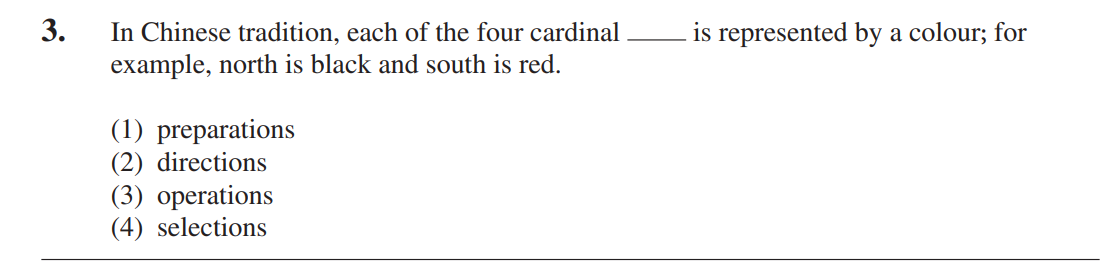 3. In Chinese tradition, each of the four cardinal _____ is represented by a colour; for
example, north is black and south is red.
(1) preparations
(2) directions
(3) operations
(4) selections